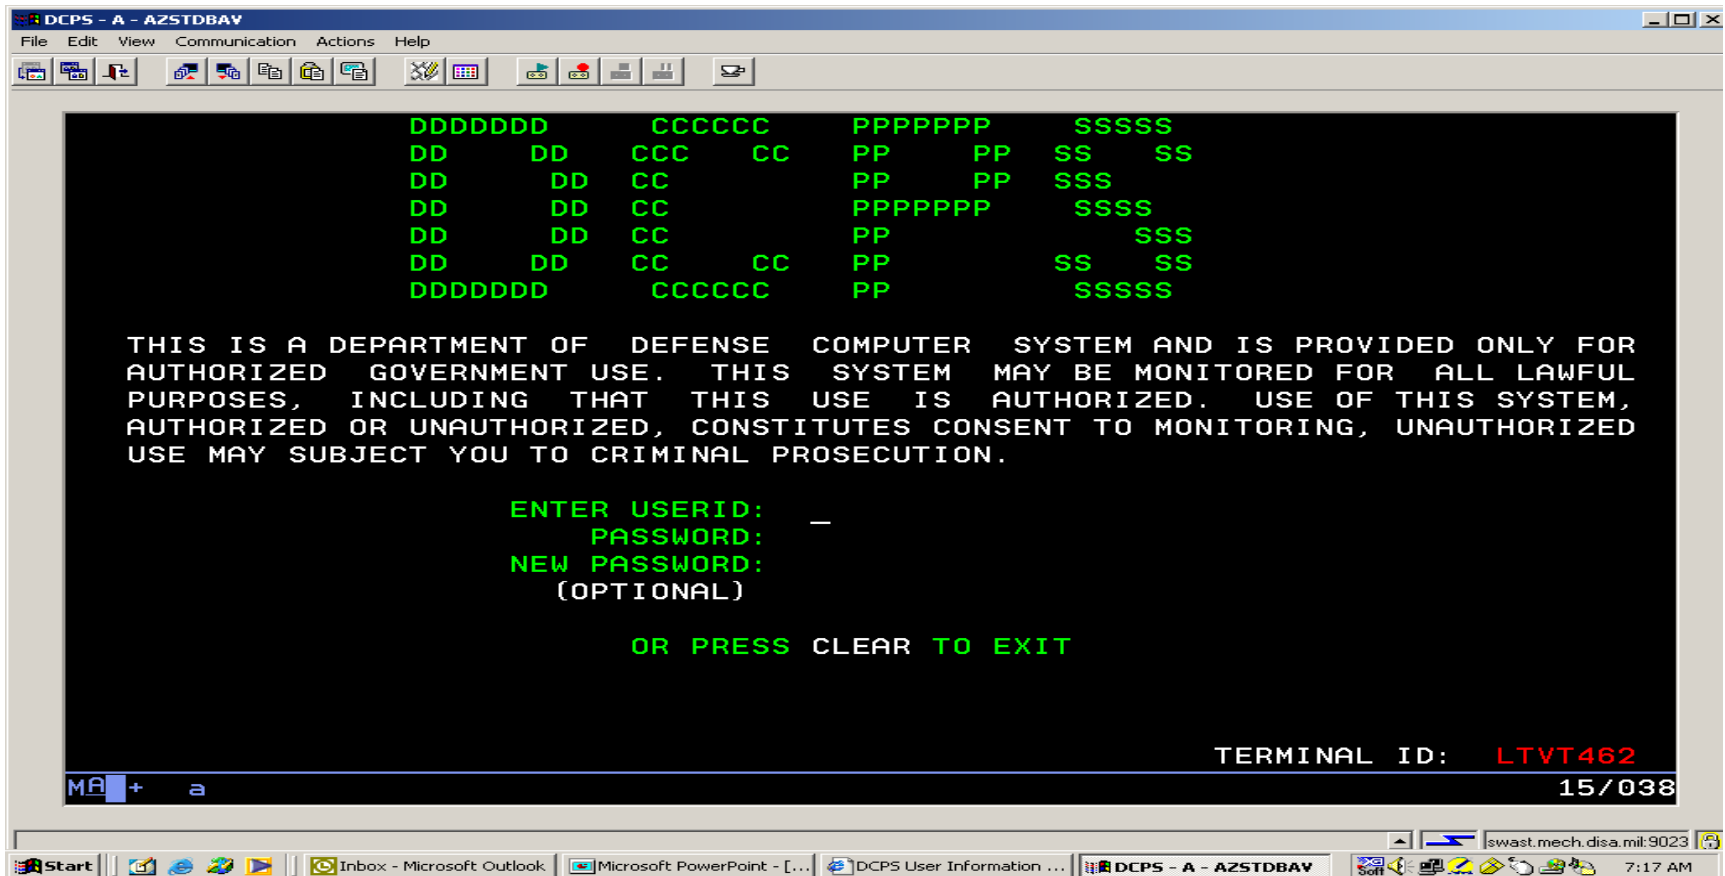 DCPS - A - AZSTDBAV
File Edit View Communication Actions Help
DDDDDDD CCCCCC PPPPPPP SSSSS
DD DD CCC CC PP PP SS SS
DD DD CC PP PP SSS
DD DD CC PPPPPPP SSSS
DD DD CC PP SSS
DD DD CC CC PP SS SS
DDDDDDD CCCCCC PP SSSSS
THIS IS A DEPARTMENT OF DEFENSE COMPUTER SYSTEM AND IS PROVIDED ONLY FOR
AUTHORIZED GOVERNMENT USE. THIS SYSTEM MAY BE MONITORED FOR ALL LAWFUL
PURPOSES, INCLUDING THAT THIS USE IS AUTHORIZED. USE OF THIS SYSTEM,
AUTHORIZED OR UNAUTHORIZED, CONSTITUTES CONSENT TO MONITORING, UNAUTHORIZED
USE MAY SUBJECT YOU TO CRIMINAL PROSECUTION.
ENTER USERID: _
PASSWORD:
NEW PASSWORD:
(OPTIONAL)
OR PRESS CLEAR TO EXIT
TERMINAL ID: LTVT462
MA + a 15/038
swast.mech.disa.mil:9023
Start Inbox - Microsoft Outlook Microsoft PowerPoint - [... DCPS User Information ... DCPS - A - AZSTDBAV Soft 7:17 AM